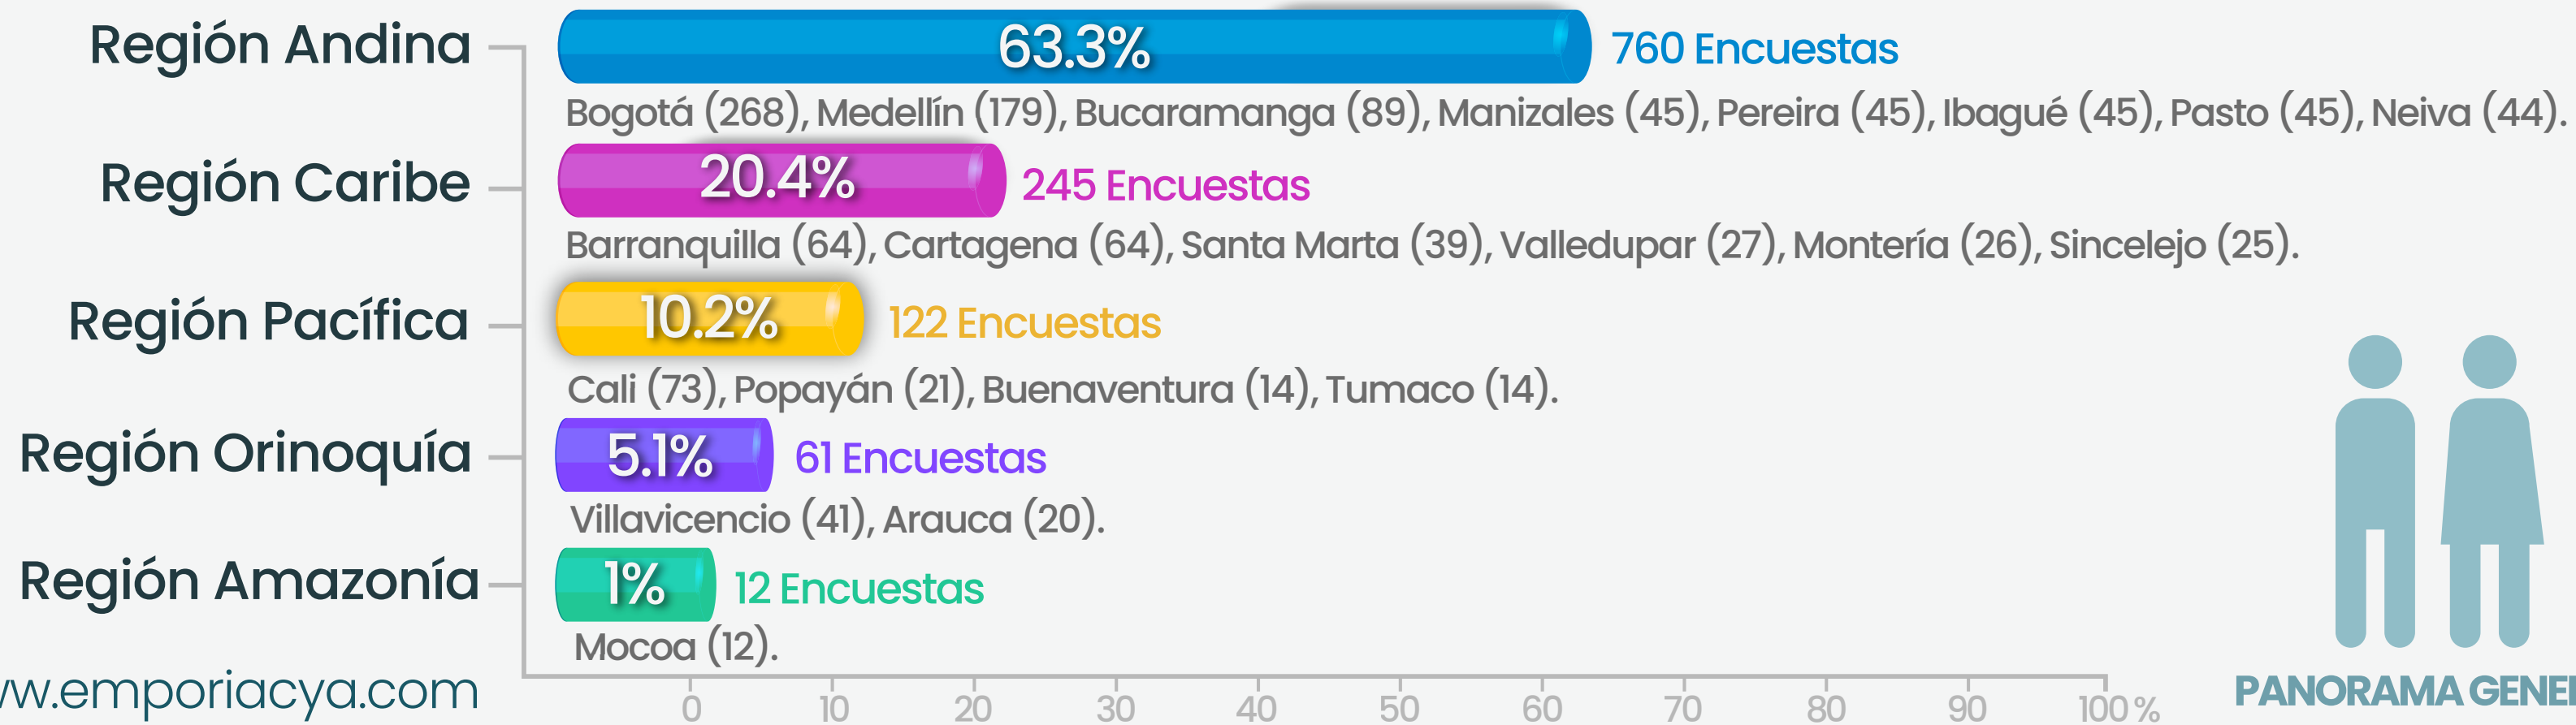 Región Andina
63.3%
760 Encuestas
Bogotá (268), Medellín (179), Bucaramanga (89), Manizales (45), Pereira (45), Ibagué (45), Pasto (45), Neiva (44).
Región Caribe
20.4%
245 Encuestas
Barranquilla (64), Cartagena (64), Santa Marta (39), Valledupar (27), Montería (26), Sincelejo (25).
Región Pacífica
10.2%
122 Encuestas
Cali (73), Popayán (21), Buenaventura (14), Tumaco (14).
Región Orinoquía
5.1%
61 Encuestas
Villavicencio (41), Arauca (20).
Región Amazonía
1%
12 Encuestas
Mocoa (12).
w.emporiacya.com
0 10 20 30 40 50 60 70 80 90 100 %
PANORAMA